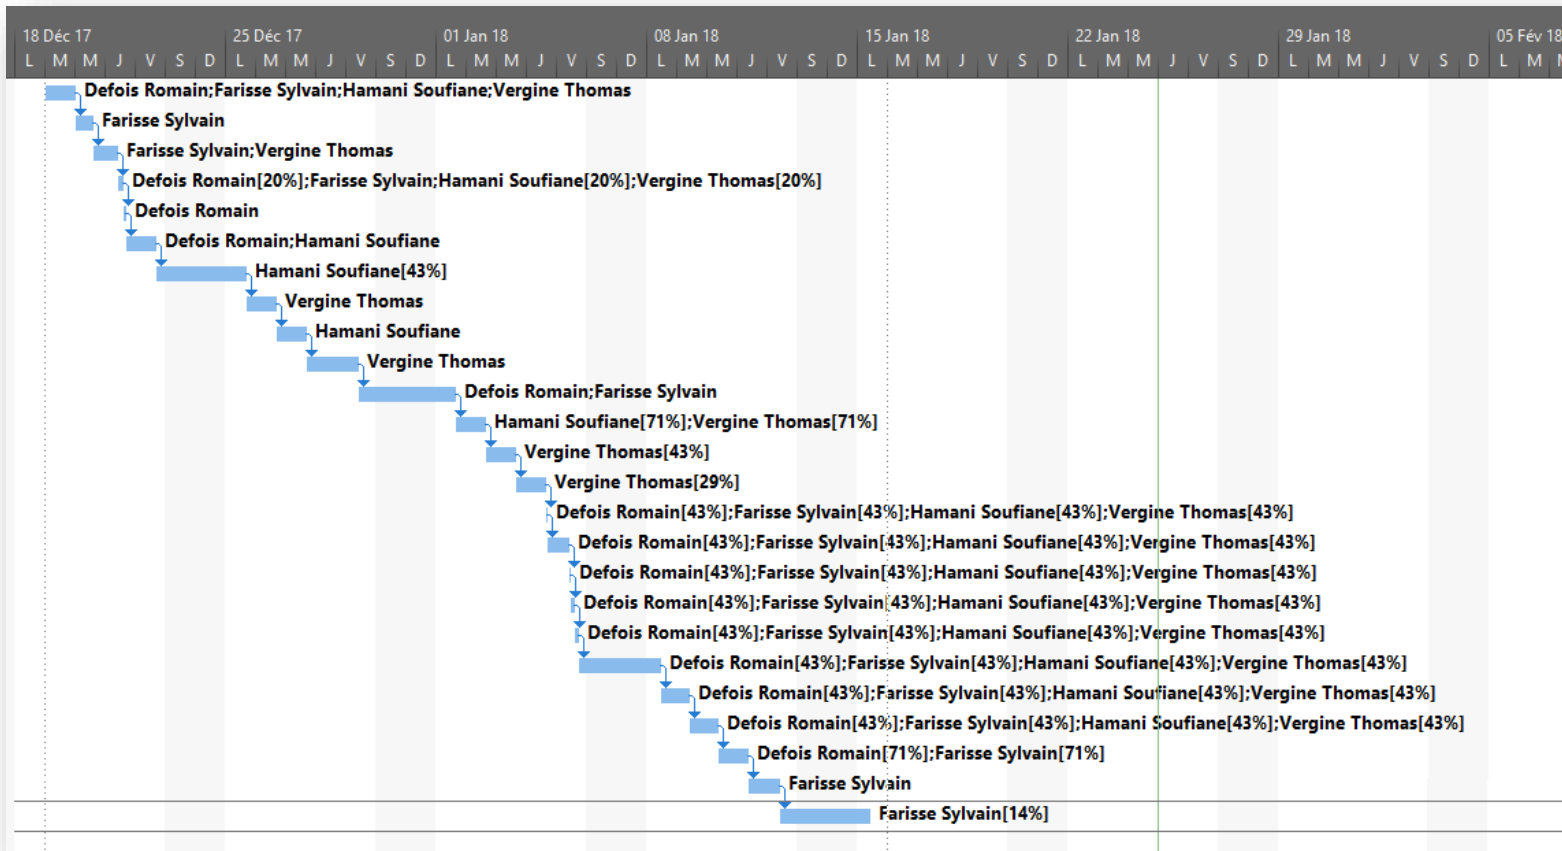 18 Déc 17 25 Déc 17 01 Jan 18 08 Jan 18 15 Jan 18 22 Jan 18 29 Jan 18 05 Fév 18
L M M J V S D L M M J V S D L M M J V S D L M M J V S D L M M J V S D L M M J V S D L M M J V S D L M
Defois Romain;Farisse Sylvain;Hamani Soufiane;Vergine Thomas
Farisse Sylvain
Farisse Sylvain;Vergine Thomas
Defois Romain[20%];Farisse Sylvain;Hamani Soufiane[20%];Vergine Thomas[20%]
Defois Romain
Defois Romain;Hamani Soufiane
Hamani Soufiane[43%]
Vergine Thomas
Hamani Soufiane
Vergine Thomas
Defois Romain;Farisse Sylvain
Hamani Soufiane[71%];Vergine Thomas[71%]
Vergine Thomas[43%]
Vergine Thomas[29%]
Defois Romain[43%];Farisse Sylvain[43%];Hamani Soufiane[43%];Vergine Thomas[43%]
Defois Romain[43%];Farisse Sylvain[43%];Hamani Soufiane[43%];Vergine Thomas[43%]
Defois Romain[43%];Farisse Sylvain[43%];Hamani Soufiane[43%];Vergine Thomas[43%]
Defois Romain[43%];Farisse Sylvain[43%];Hamani Soufiane[43%];Vergine Thomas[43%]
Defois Romain[43%];Farisse Sylvain[43%];Hamani Soufiane[43%];Vergine Thomas[43%]
Defois Romain[43%];Farisse Sylvain[43%];Hamani Soufiane[43%];Vergine Thomas[43%]
Defois Romain[43%];Farisse Sylvain[43%];Hamani Soufiane[43%];Vergine Thomas[43%]
Defois Romain[43%];Farisse Sylvain[43%];Hamani Soufiane[43%];Vergine Thomas[43%]
Defois Romain[71%];Farisse Sylvain[71%]
Farisse Sylvain
Farisse Sylvain[14%]